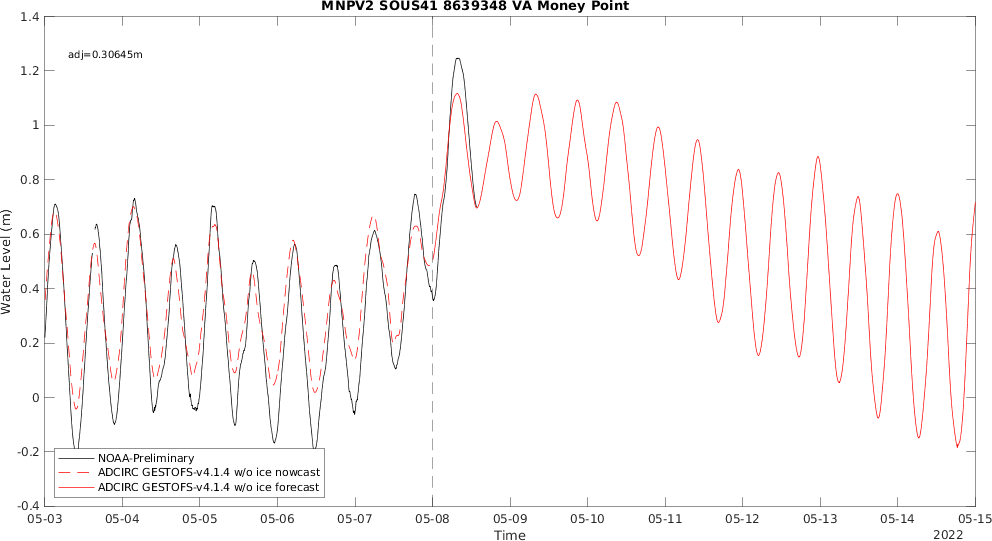 MNPV2 SOUS41 8639348 VA Money Point
adj=0.30645m
Water Level (m)
1.4
1.2
1
0.8
0.6
0.4
0.2
0
-0.2
-0.4
NOAA-Preliminary
ADCIRC GESTOFS-v4.1.4 w/o ice nowcast
ADCIRC GESTOFS-v4.1.4 w/o ice forecast
05-03 05-04 05-05 05-06 05-07 05-08 05-09 05-10 05-11 05-12 05-13 05-14 05-15
Time
2022